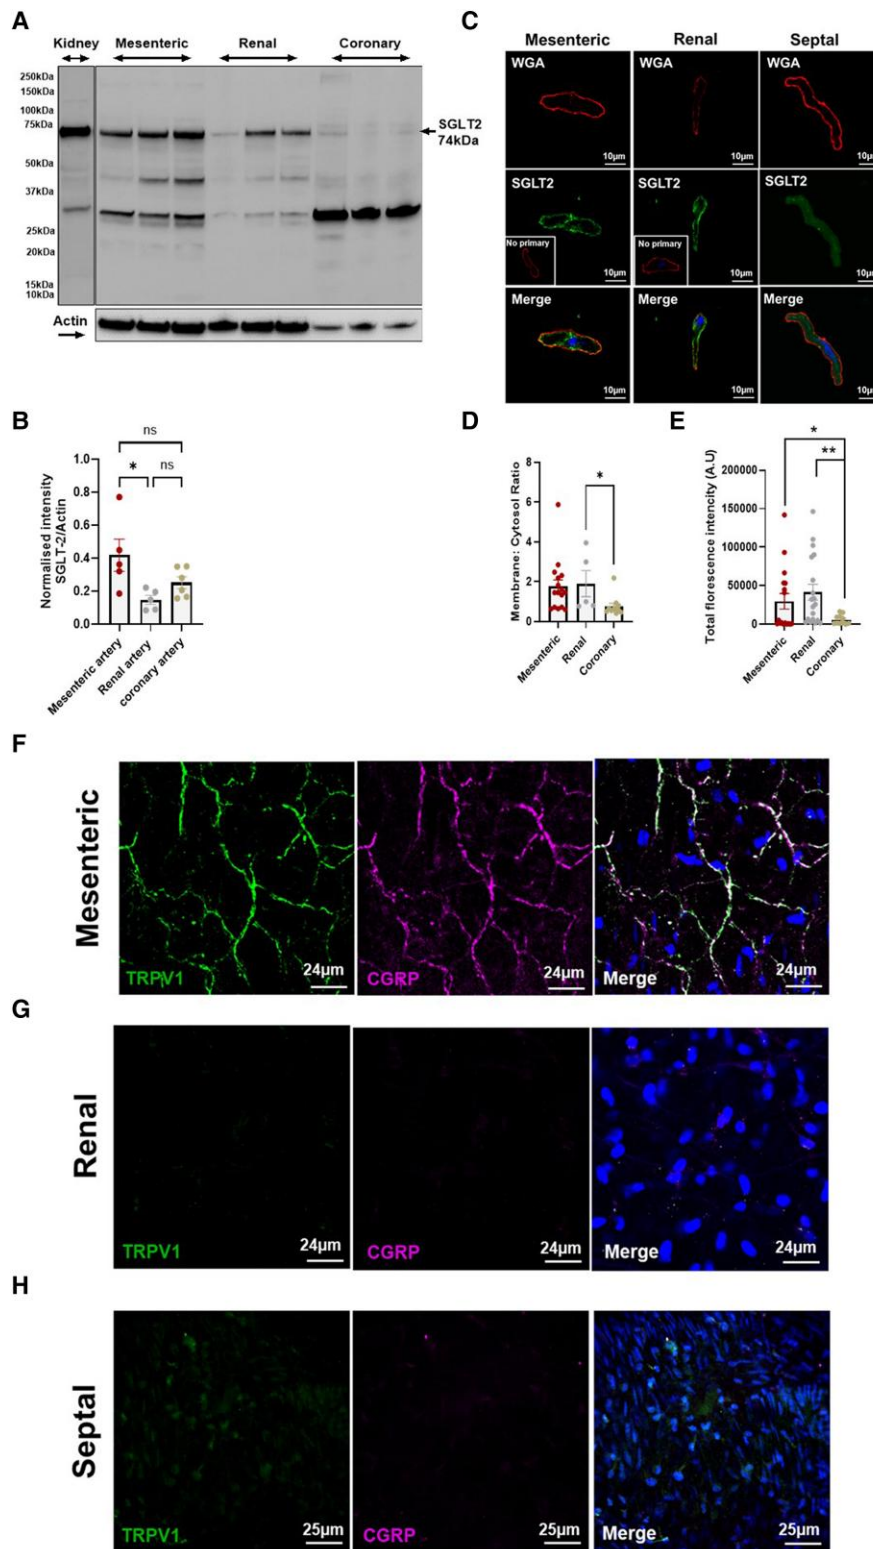 A
Kidney Mesenteric Renal Coronary
250kDa
150kDa
100kDa
75kDa
50kDa
37kDa
25kDa
20kDa
15kDa
10kDa
SGLT2
74kDa
Actin
B
Normalised intensity
SGLT-2/Actin
1.0
0.8
0.6
0.4
0.2
0.0
ns
* ns
Mesenteric artery
Renal artery
coronary artery
C
Mesenteric Renal Septal
WGA WGA WGA
10μm 10μm 10μm
SGLT2 SGLT2 SGLT2
No primary No primary
10μm 10μm 10μm
Merge Merge Merge
10μm 10μm 10μm
D
Membrane: Cytosol Ratio
8
6
4
2
0
*
Mesenteric
Renal
Coronary
E
Total florescence intencity (A.U)
200000
150000
100000
50000
0
*
**
Mesenteric
Renal
Coronary
F
Mesenteric
TRPV1 24μm
CGRP 24μm
Merge 24μm
G
Renal
TRPV1 24μm
CGRP 24μm
Merge 24μm
H
Septal
TRPV1 25μm
CGRP 25μm
Merge 25μm